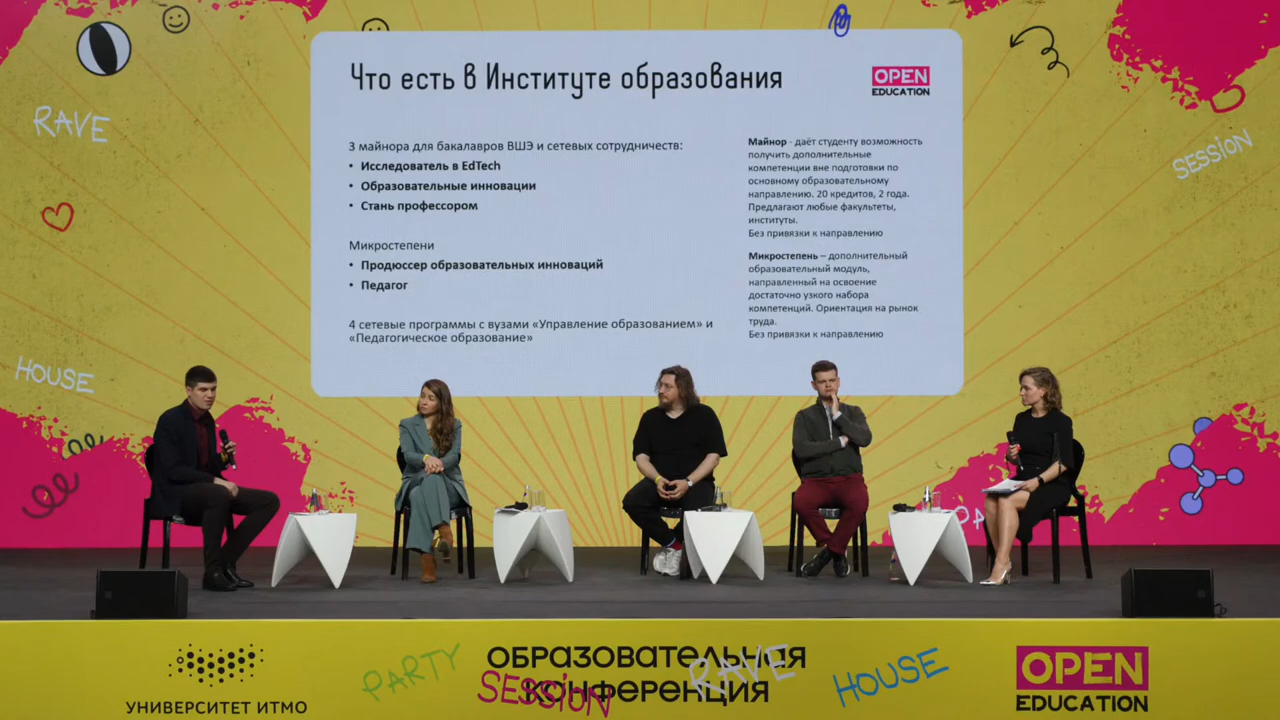 Что есть в Институте образования
OPEN
EDUCATION
3 майнора для бакалавров ВШЭ и сетевых сотрудничеств:
• Исследователь в EdTech
• Образовательные инновации
• Стань профессором
Микростепени
• Продюссер образовательных инноваций
• Педагог
4 сетевые программы с вузами «Управление образованием» и
«Педагогическое образование»
Майнор - даёт студенту возможность
получить дополнительные
компетенции вне подготовки по
основному образовательному
направлению. 20 кредитов, 2 года.
Предлагают любые факультеты,
институты.
Без привязки к направлению
Микростепень – дополнительный
образовательный модуль,
направленный на освоение
достаточно узкого набора
компетенций. Ориентация на рынок
труда.
Без привязки к направлению
RAVE
SESSiON
HOUSE
УНИВЕРСИТЕТ ИТМО
PARTY
ОБРАЗОВАТЕЛЬНАЯ
КОНФЕРЕНЦИЯ
SESSiON
RAVE
HOUSE
OPEN
EDUCATION